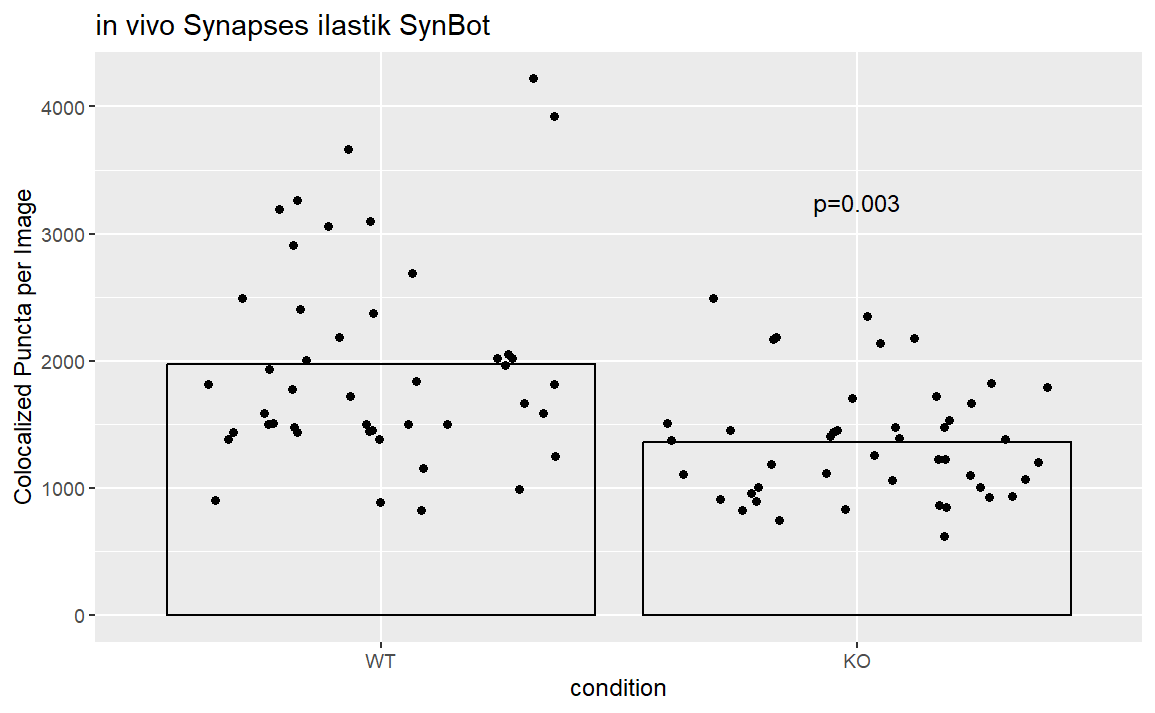 in vivo Synapses ilastik SynBot
Colocalized Puncta per Image
4000
3000
2000
1000
0
p=0.003
WT
KO
condition